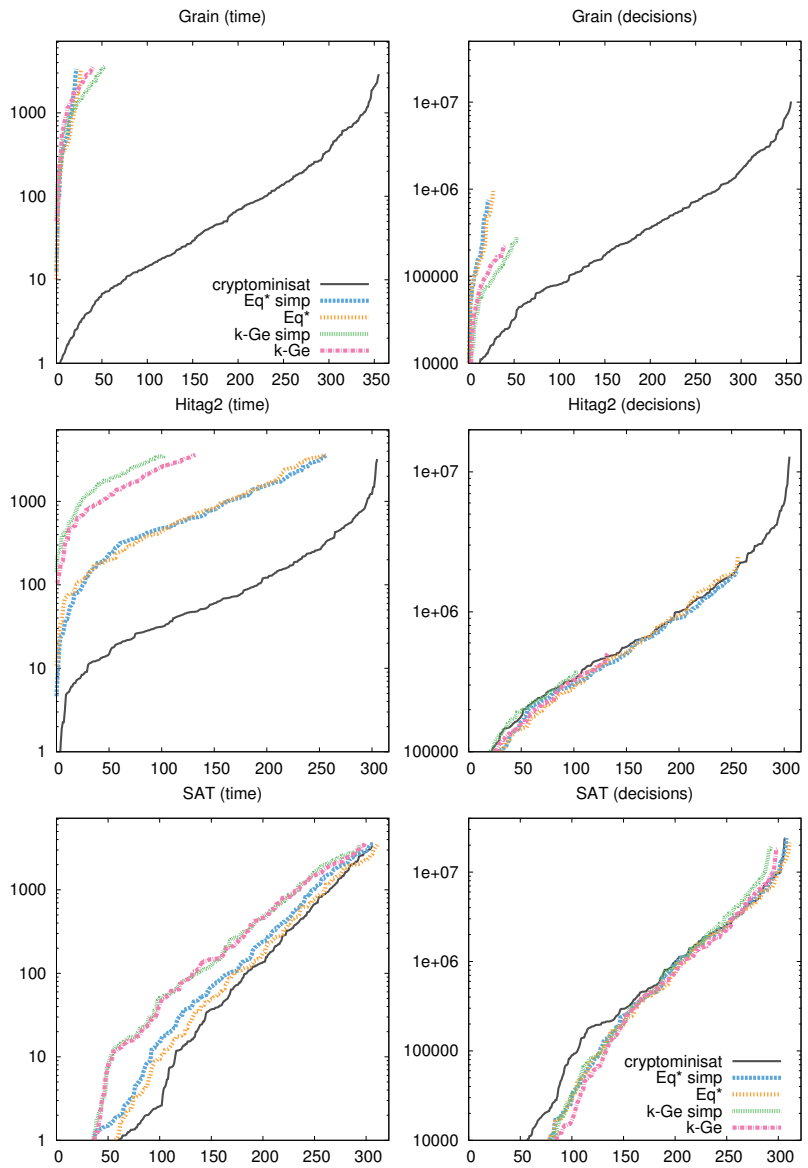 Grain (time)
Grain (decisions)
1000
100
10
1
cryptominisat
Eq* simp
Eq*
k-Ge simp
k-Ge
0 50 100 150 200 250 300 350
1e+07
1e+06
100000
10000
0 50 100 150 200 250 300 350
Hitag2 (time)
Hitag2 (decisions)
1000
100
10
1
0 50 100 150 200 250 300
1e+07
1e+06
100000
0 50 100 150 200 250 300
SAT (time)
SAT (decisions)
1000
100
10
1
0 50 100 150 200 250 300
1e+07
1e+06
100000
10000
cryptominisat
Eq* simp
Eq*
k-Ge simp
k-Ge
0 50 100 150 200 250 300